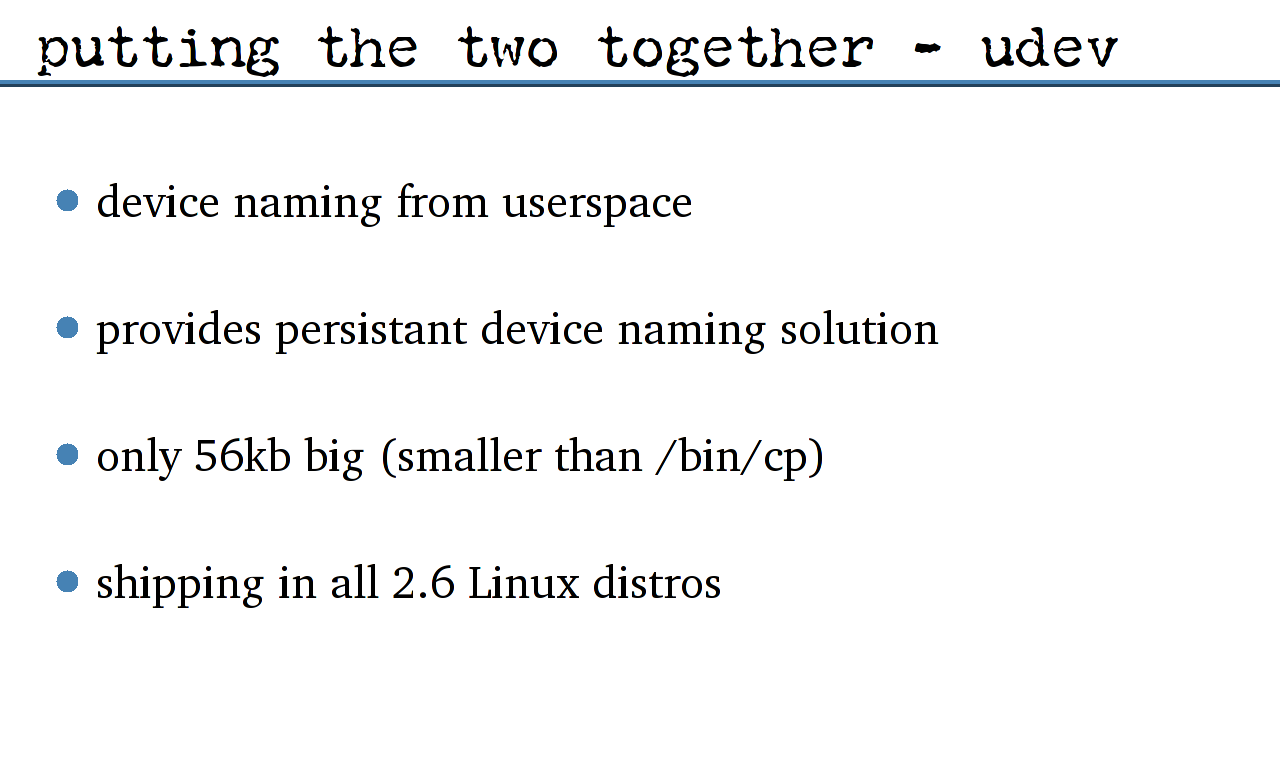 putting the two together - udev
device naming from userspace
provides persistant device naming solution
only 56kb big (smaller than /bin/cp)
shipping in all 2.6 Linux distros